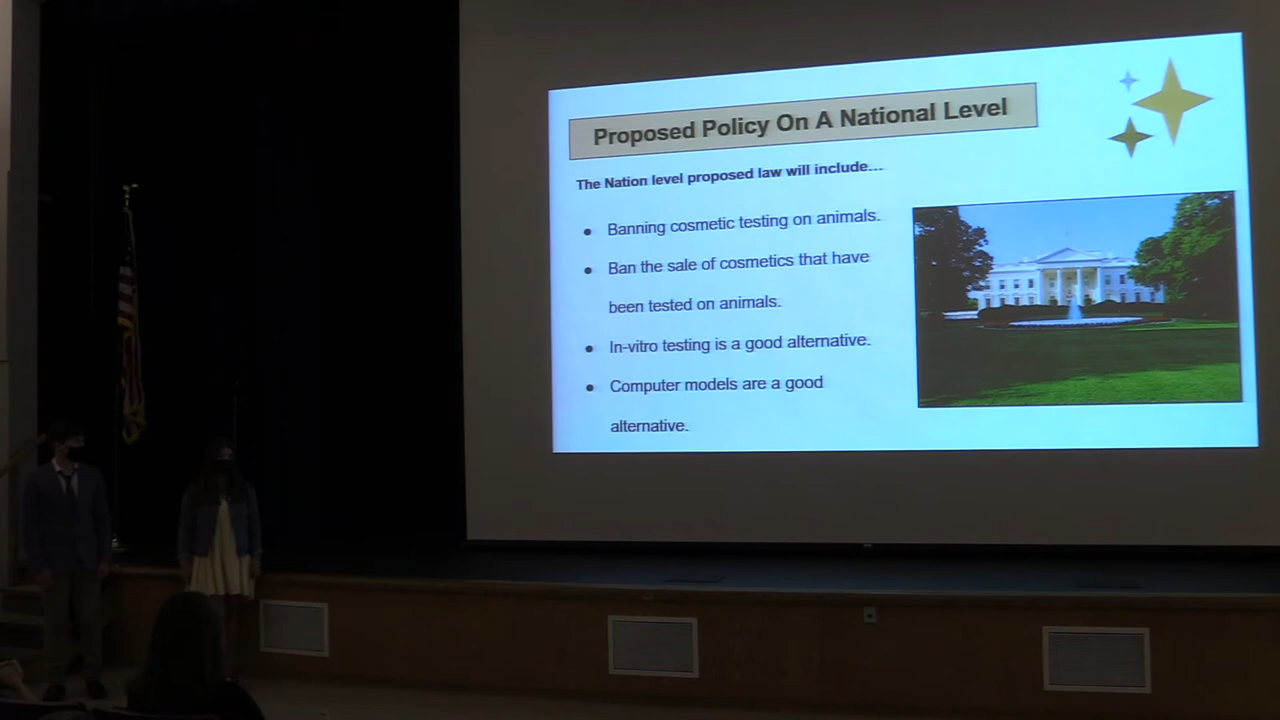 Proposed Policy On A National Level
The Nation level proposed law will include...
● Banning cosmetic testing on animals.
● Ban the sale of cosmetics that have
been tested on animals.
● In-vitro testing is a good alternative.
● Computer models are a good
alternative.